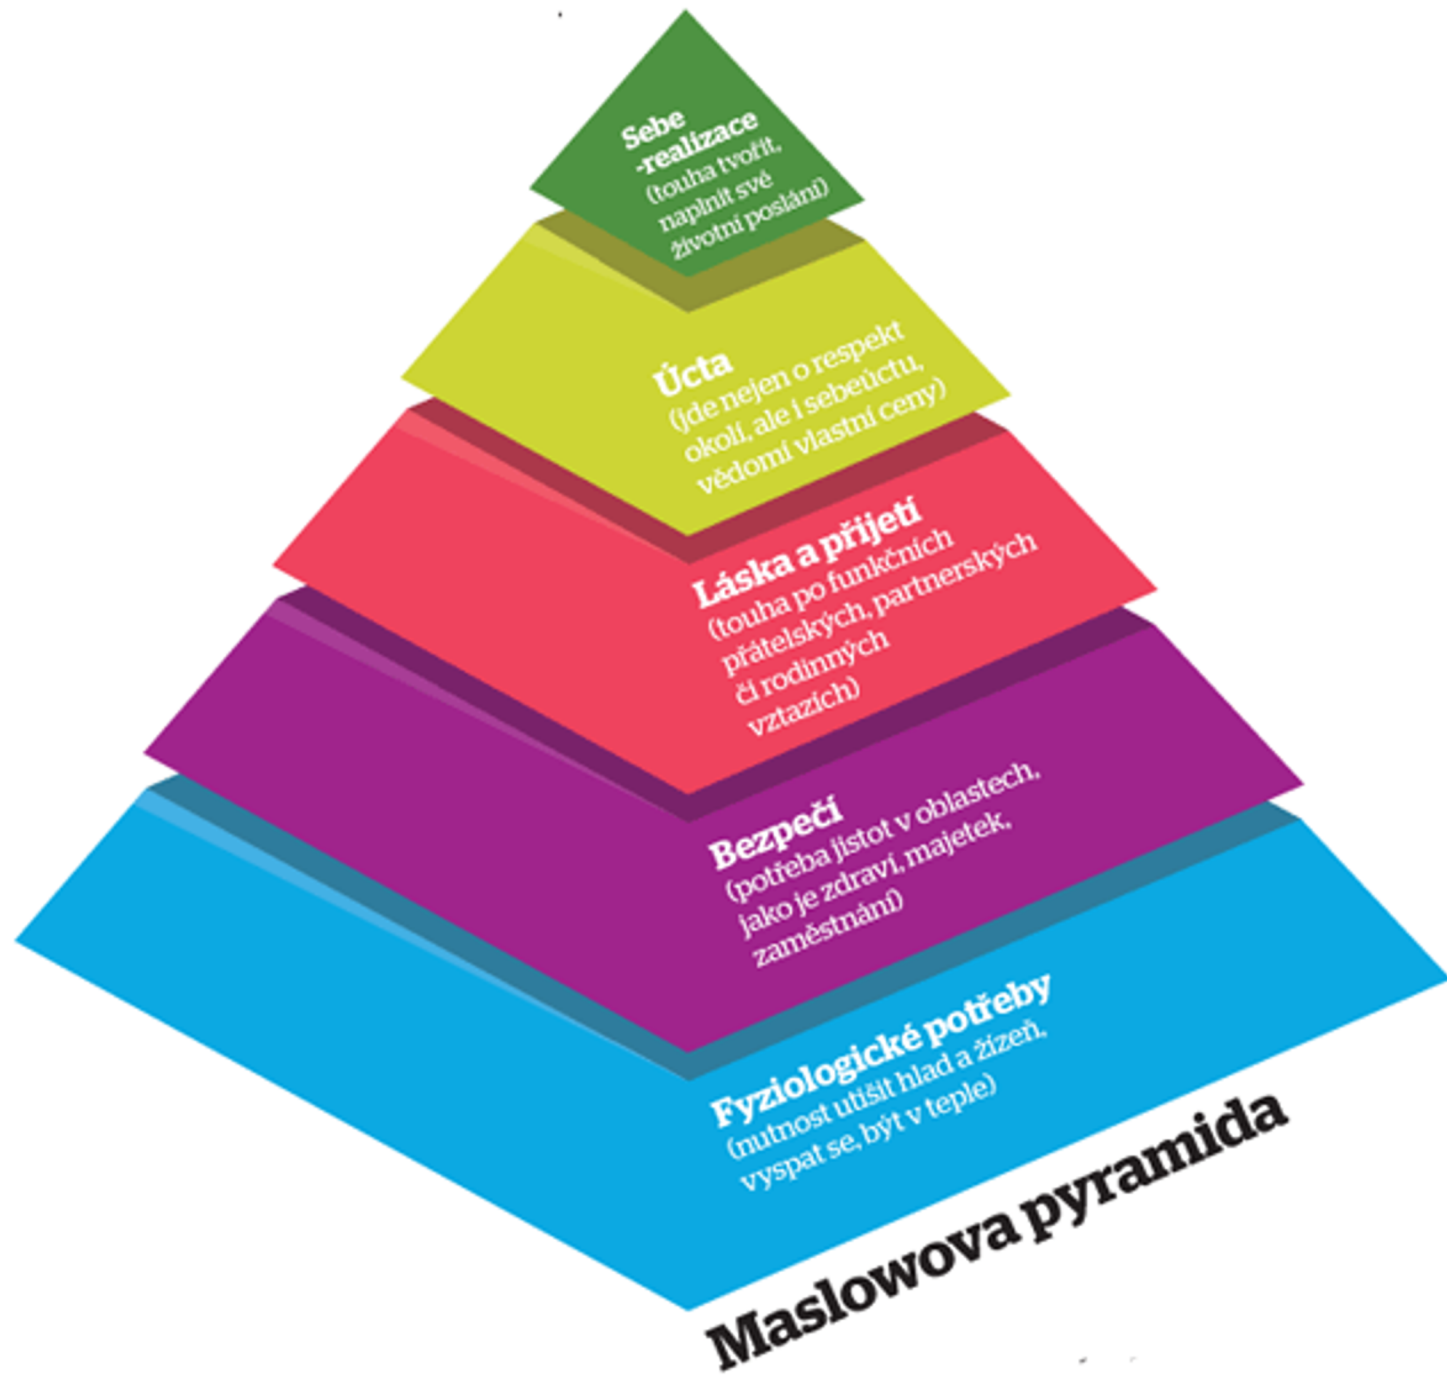 Sebe
-realizace
(touha tvořit,
naplnit své
životní poslání)
Úcta
(jde nejen o respekt
okolí, ale i sebeúctu,
vědomí vlastní ceny)
Láska a přijetí
(touha po funkčních
přátelských, partnerských
či rodinných
vztazích)
Bezpečí
(potřeba jistot v oblastech,
jako je zdraví, majetek,
zaměstnání)
Fyziologické potřeby
(nutnost utišit hlad a žízeň,
vyspat se, být v teple)
Maslowova pyramida